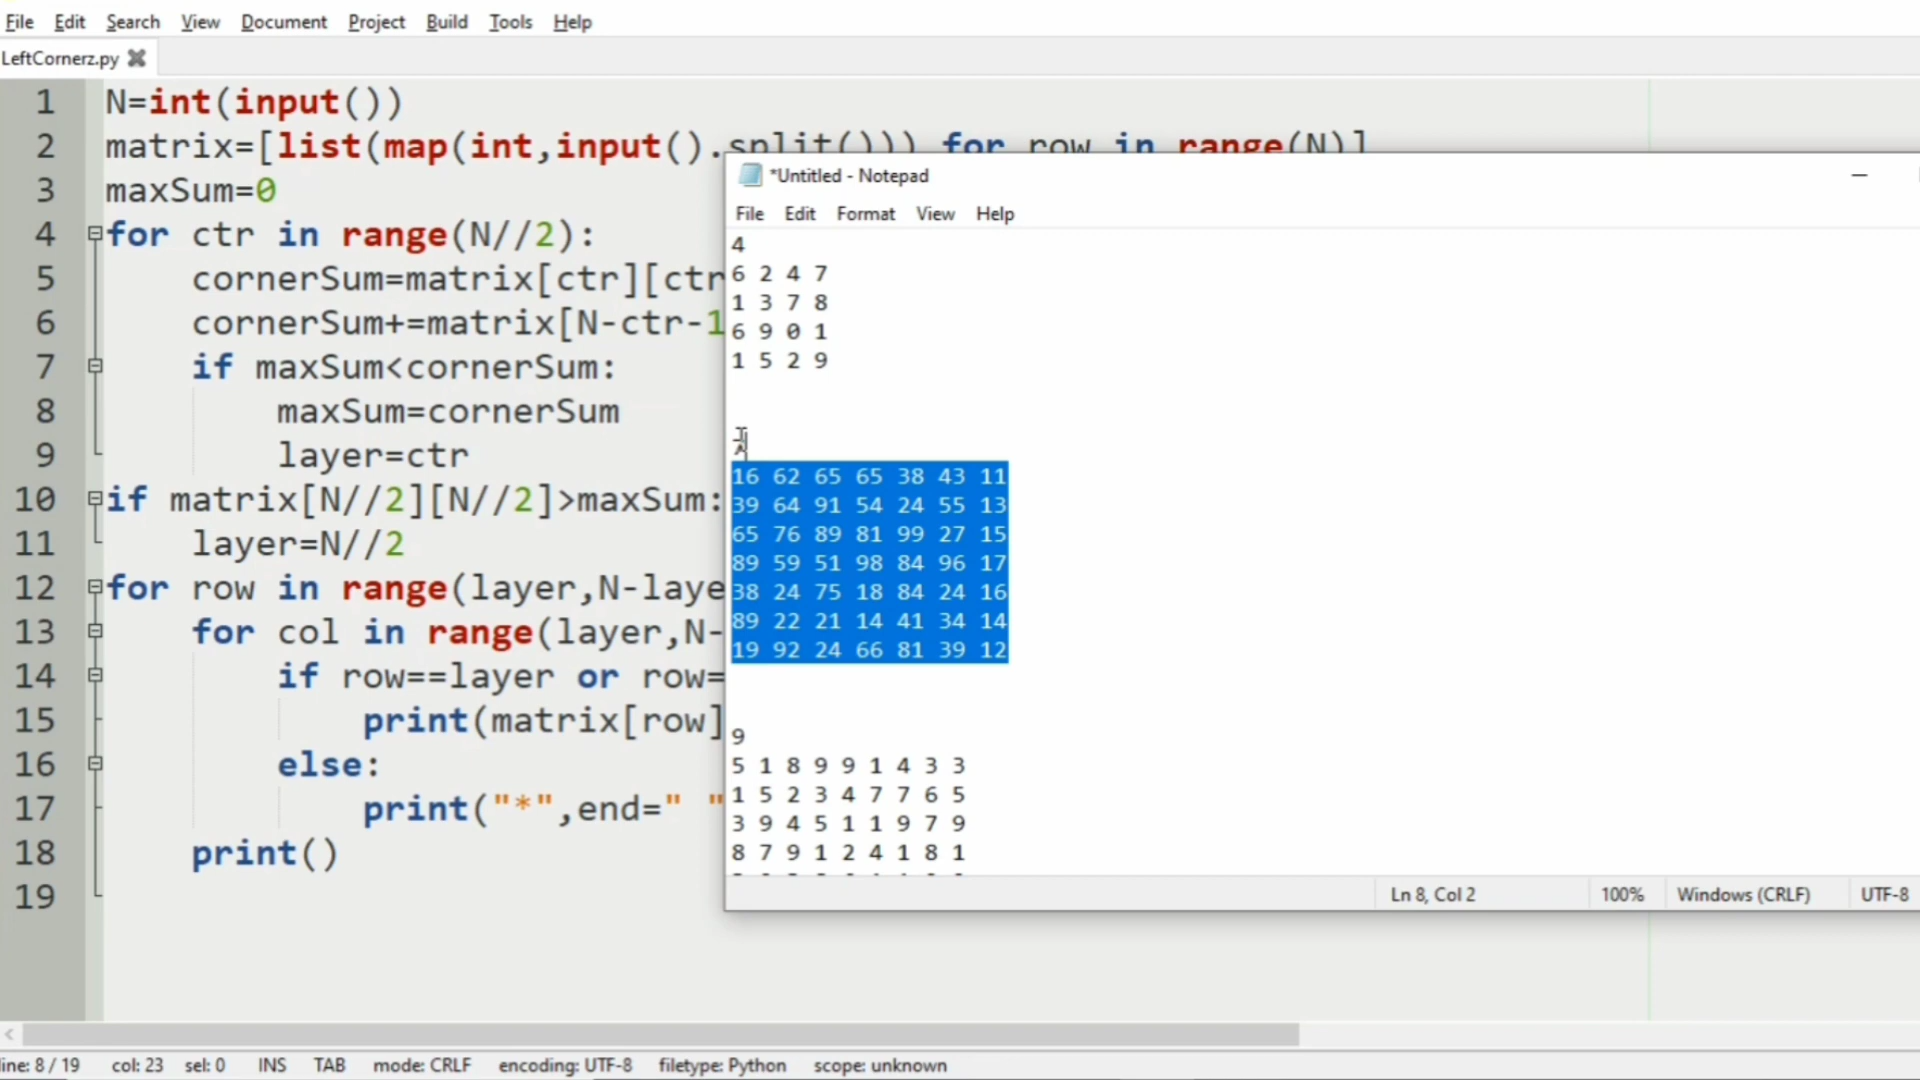 File Edit Search View Document Project Build Tools Help
LeftCornerz.py
1 N=int(input())
2 matrix=[list(map(int,input().split())) for row in range(N)]
3 maxSum=0
4 for ctr in range(N//2):
5 cornerSum=matrix[ctr][ctr
6 cornerSum+=matrix[N-ctr-1
7 if maxSum<cornerSum:
8 maxSum=cornerSum
9 layer=ctr
10 if matrix[N//2][N//2]>maxSum:
11 layer=N//2
12 for row in range(layer,N-laye
13 for col in range(layer,N-
14 if row==layer or row=
15 print(matrix[row]
16 else:
17 print("*",end=" "
18 print()
19
*Untitled - Notepad
File Edit Format View Help
4
6 2 4 7
1 3 7 8
6 9 0 1
1 5 2 9
16 62 65 65 38 43 11
39 64 91 54 24 55 13
65 76 89 81 99 27 15
89 59 51 98 84 96 17
38 24 75 18 84 24 16
89 22 21 14 41 34 14
19 92 24 66 81 39 12
9
5 1 8 9 9 1 4 3 3
1 5 2 3 4 7 7 6 5
3 9 4 5 1 1 9 7 9
8 7 9 1 2 4 1 8 1
Ln 8, Col 2 100% Windows (CRLF) UTF-8
line: 8 / 19 col: 23 sel: 0 INS TAB mode: CRLF encoding: UTF-8 filetype: Python scope: unknown